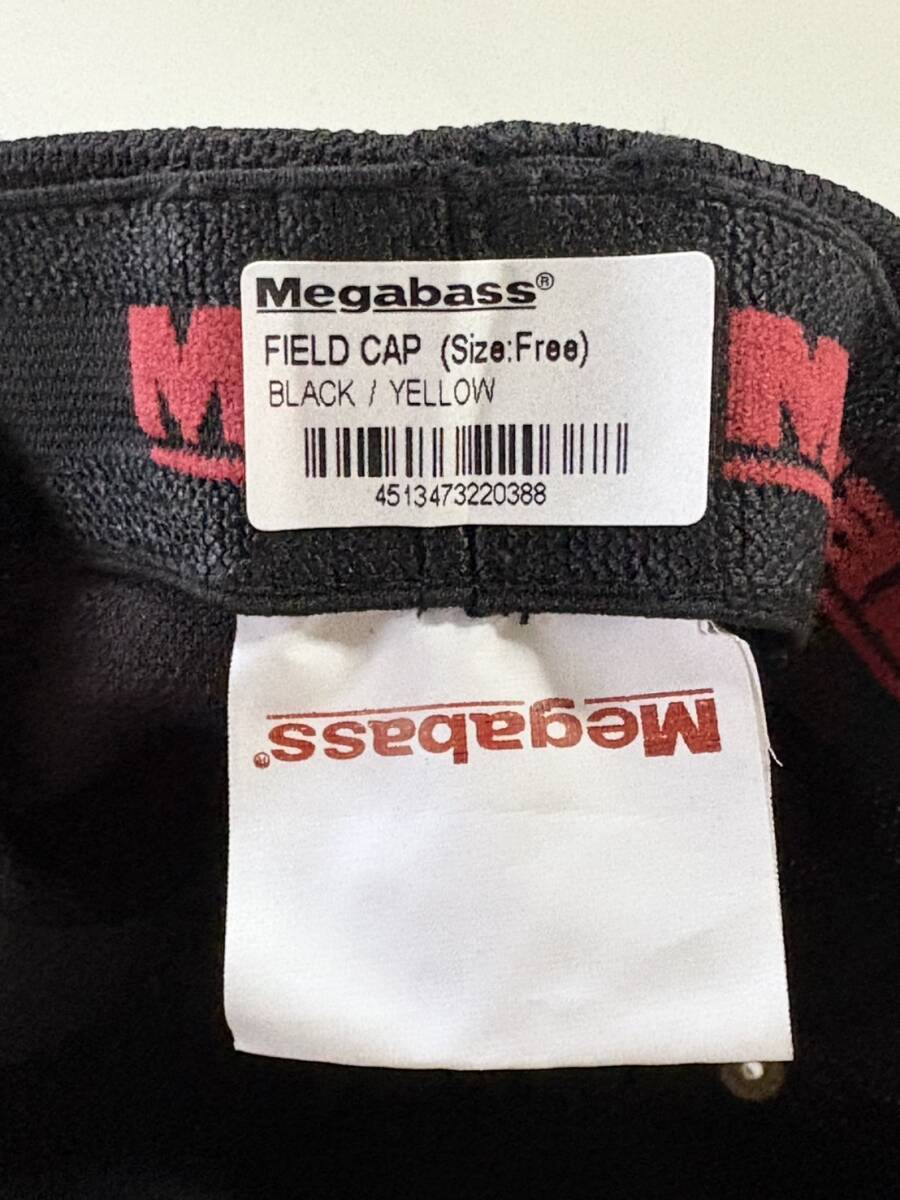 Megabass®
FIELD CAP (Size:Free)
BLACK / YELLOW
4513473220388
Megabass®